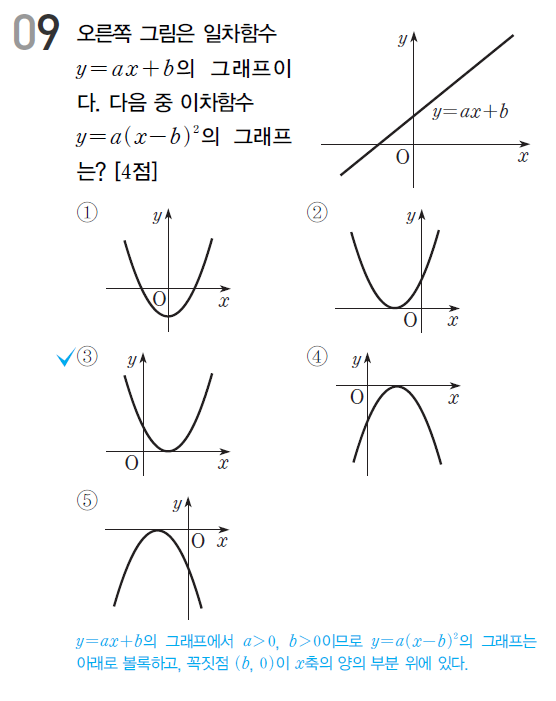 09
오른쪽 그림은 일차함수
y=ax+b의 그래프이
다. 다음 중 이차함수
y=a(x-b)²의 그래프
는? [4점]
y
y=ax+b
O
x
①
y
O
x
②
y
O
x
③
y
O
x
④
y
O
x
⑤
y
O
x
y=ax+b의 그래프에서 a>0, b>0이므로 y=a(x-b)²의 그래프는
아래로 볼록하고, 꼭짓점 (b, 0)이 x축의 양의 부분 위에 있다.